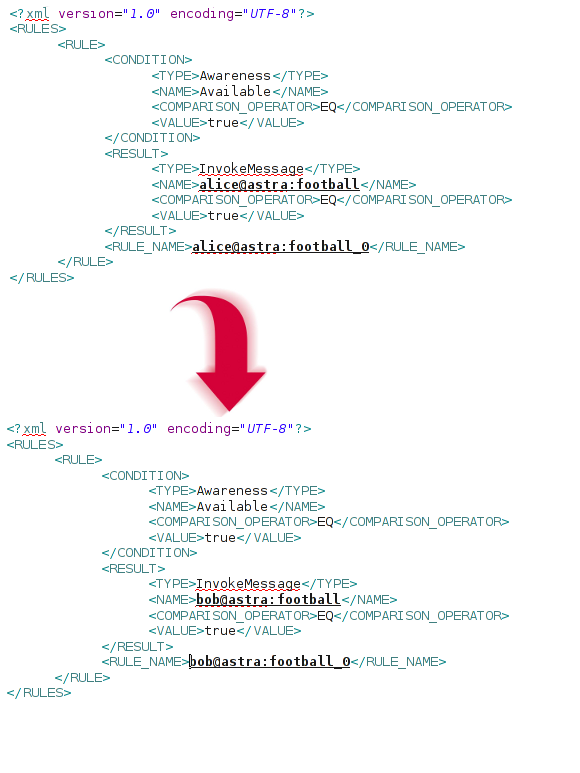 <?xml version="1.0" encoding="UTF-8"?>
<RULES>
<RULE>
<CONDITION>
<TYPE>Awareness</TYPE>
<NAME>Available</NAME>
<COMPARISON_OPERATOR>EQ</COMPARISON_OPERATOR>
<VALUE>true</VALUE>
</CONDITION>
<RESULT>
<TYPE>InvokeMessage</TYPE>
<NAME>alice@astra:football</NAME>
<COMPARISON_OPERATOR>EQ</COMPARISON_OPERATOR>
<VALUE>true</VALUE>
</RESULT>
<RULE_NAME>alice@astra:football_0</RULE_NAME>
</RULE>
</RULES>
<?xml version="1.0" encoding="UTF-8"?>
<RULES>
<RULE>
<CONDITION>
<TYPE>Awareness</TYPE>
<NAME>Available</NAME>
<COMPARISON_OPERATOR>EQ</COMPARISON_OPERATOR>
<VALUE>true</VALUE>
</CONDITION>
<RESULT>
<TYPE>InvokeMessage</TYPE>
<NAME>bob@astra:football</NAME>
<COMPARISON_OPERATOR>EQ</COMPARISON_OPERATOR>
<VALUE>true</VALUE>
</RESULT>
<RULE_NAME>bob@astra:football_0</RULE_NAME>
</RULE>
</RULES>